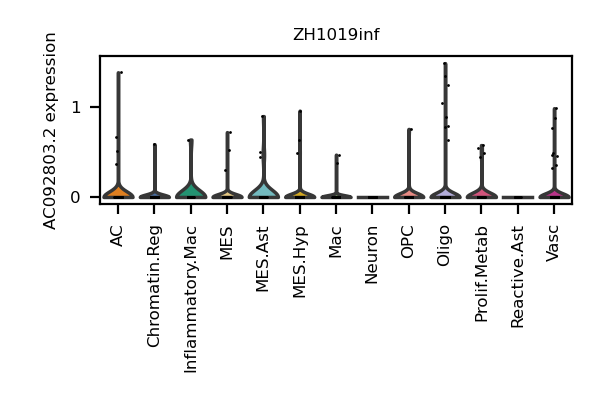 ZH1019inf
AC092803.2 expression
1
0
AC
Chromatin.Reg
Inflammatory.Mac
MES
MES.Ast
MES.Hyp
Mac
Neuron
OPC
Oligo
Prolif.Metab
Reactive.Ast
Vasc